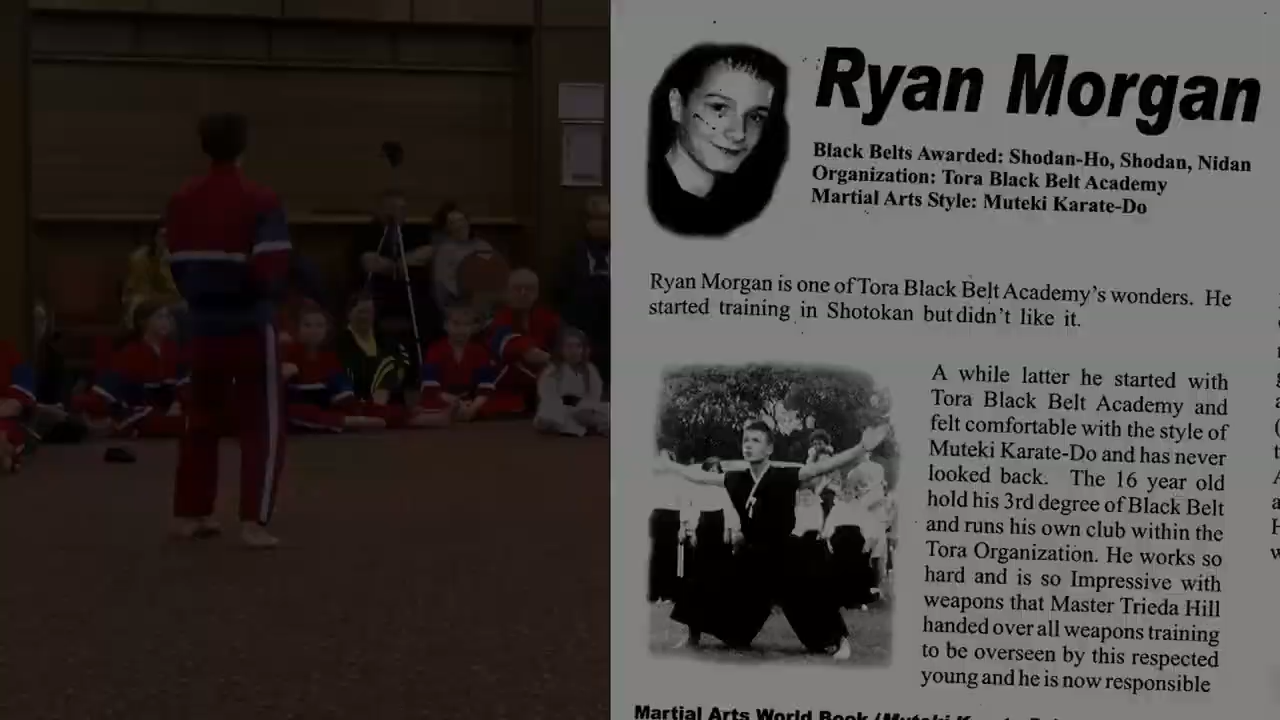 Ryan Morgan
Black Belts Awarded: Shodan-Ho, Shodan, Nidan
Organization: Tora Black Belt Academy
Martial Arts Style: Muteki Karate-Do
Ryan Morgan is one of Tora Black Belt Academy's wonders. He
started training in Shotokan but didn't like it.
A while latter he started with
Tora Black Belt Academy and
felt comfortable with the style of
Muteki Karate-Do and has never
looked back. The 16 year old
hold his 3rd degree of Black Belt
and runs his own club within the
Tora Organization. He works so
hard and is so Impressive with
weapons that Master Trieda Hill
handed over all weapons training
to be overseen by this respected
young and he is now responsible
Martial Arts World Book (Muteki